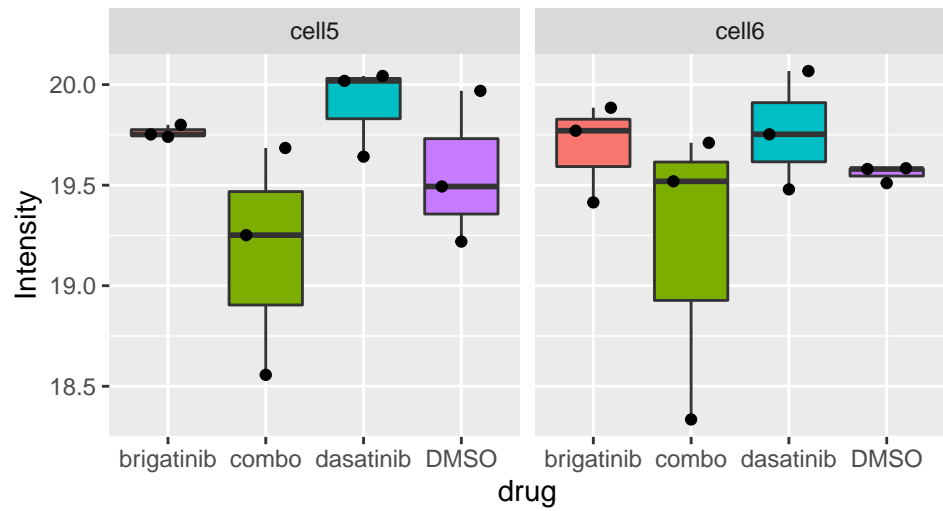 cell5 cell6
20.0
19.5
19.0
18.5
Intensity
brigatinib combo dasatinib DMSO brigatinib combo dasatinib DMSO
drug